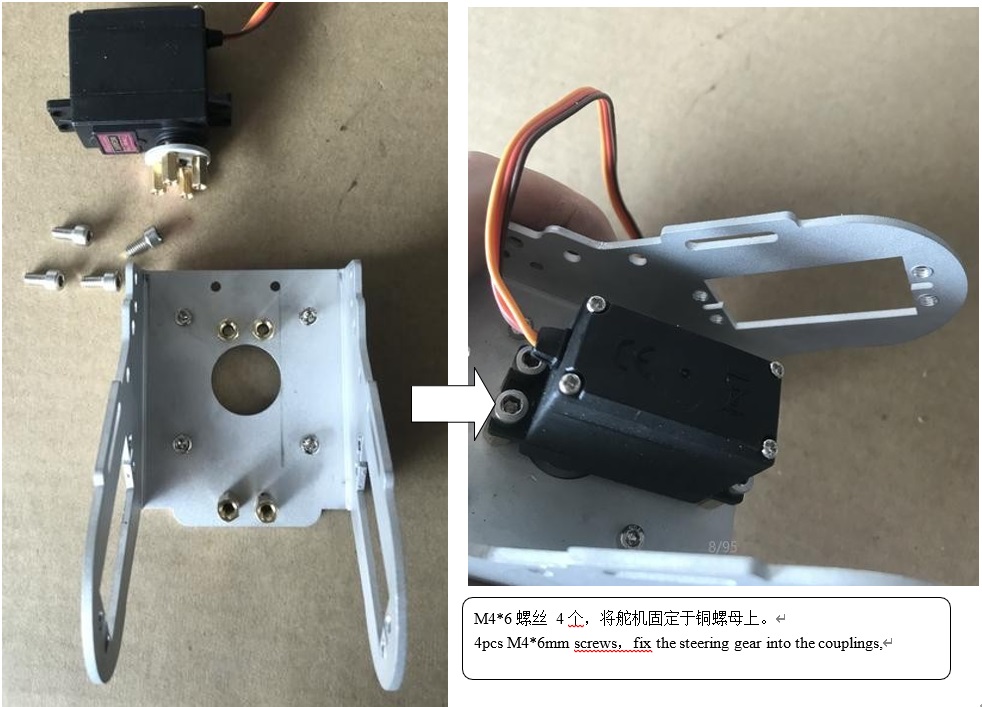 8/95
M4*6 螺丝 4个，将舵机固定于铜螺母上。↵
4pcs M4*6mm screws，fix the steering gear into the couplings,↵